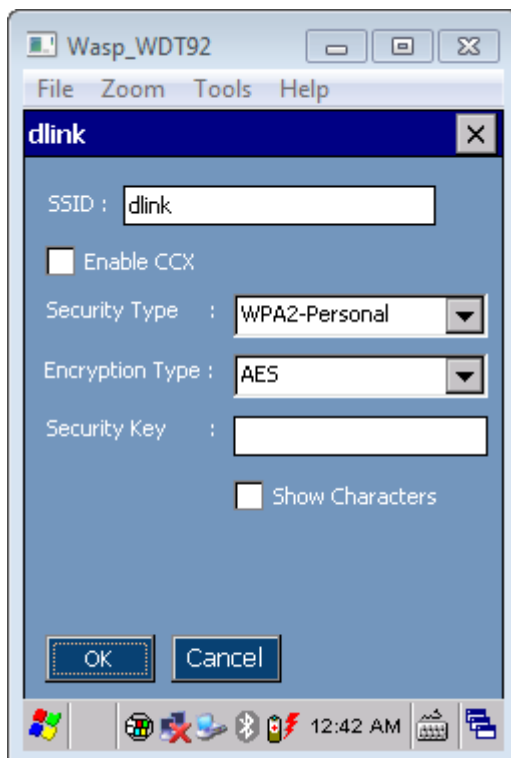 Wasp_WDT92
File Zoom Tools Help
dlink
SSID : dlink
Enable CCX
Security Type : WPA2-Personal
Encryption Type : AES
Security Key :
Show Characters
OK Cancel
12:42 AM